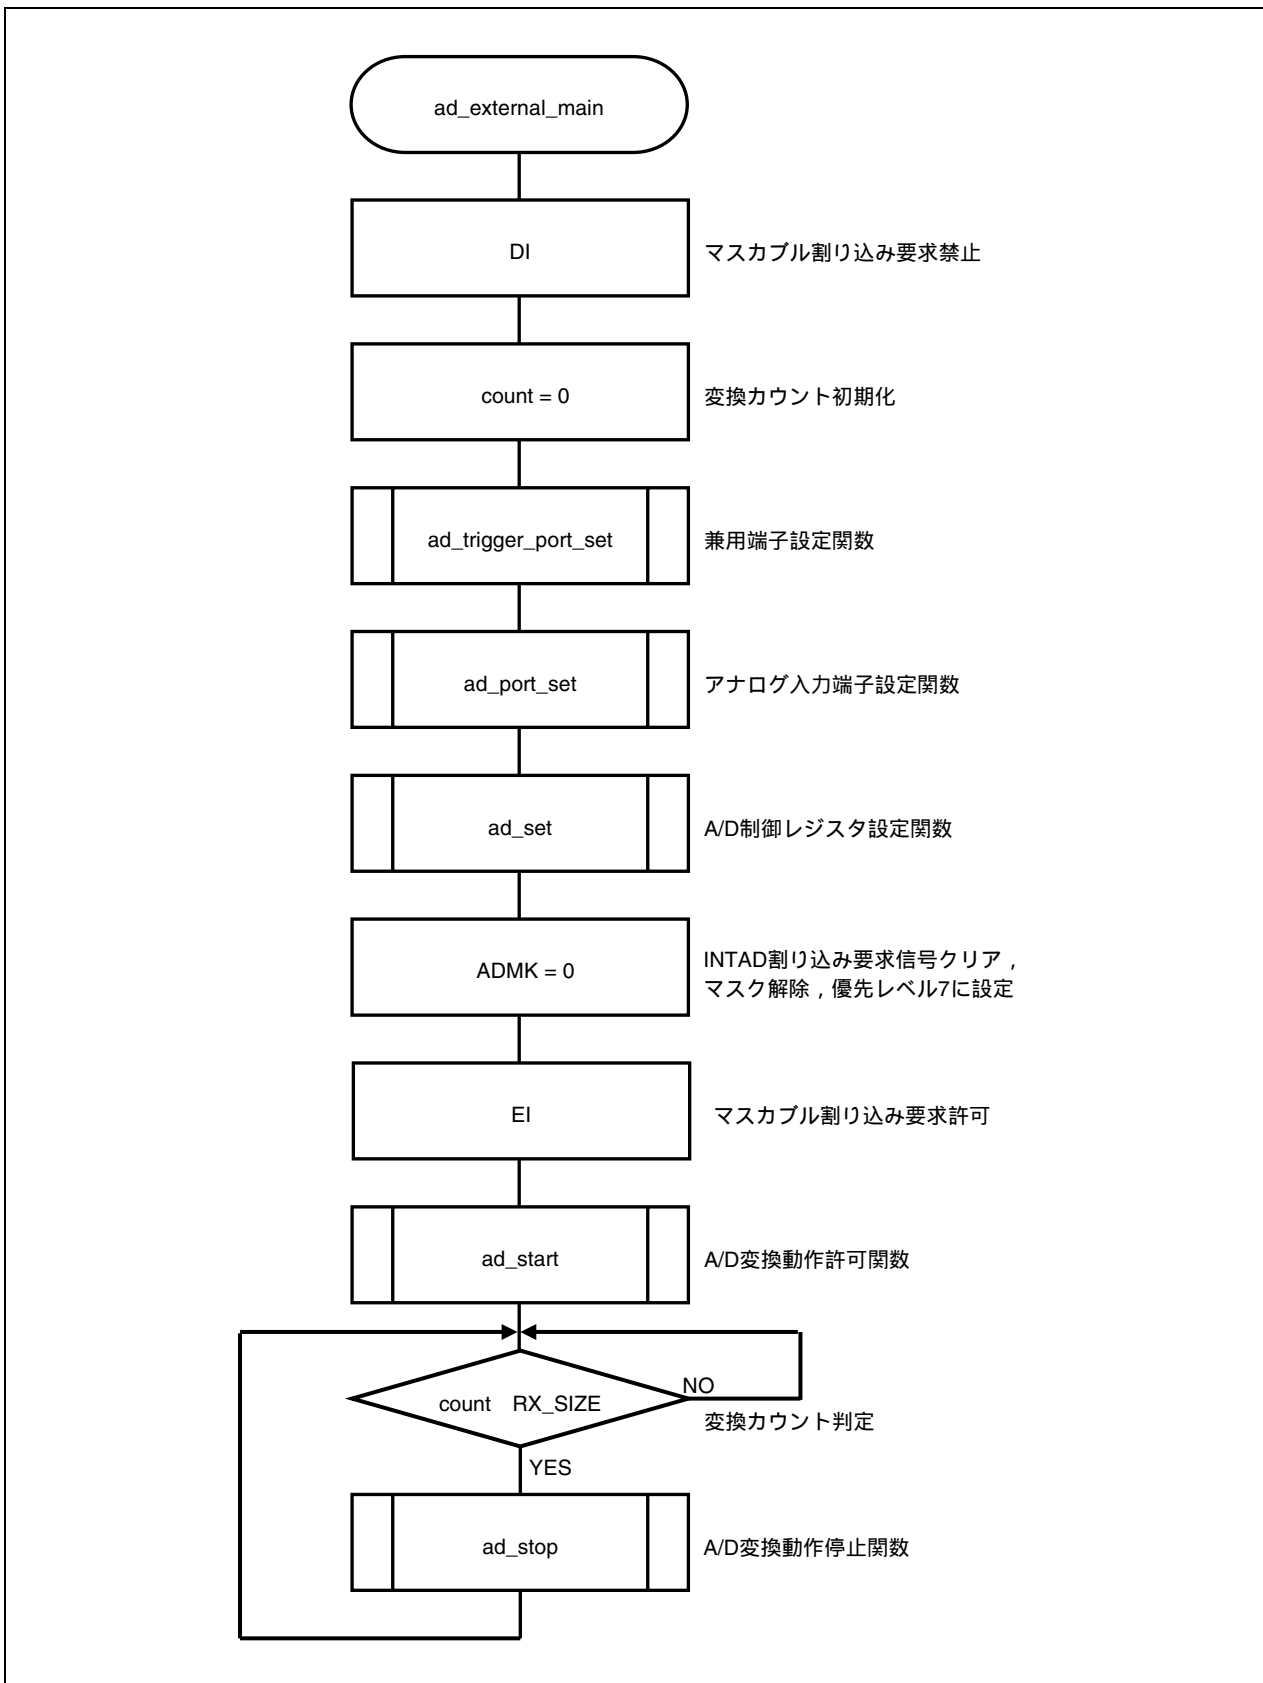 ad_external_main
DI
マスカブル割り込み要求禁止
count = 0
変換カウント初期化
ad_trigger_port_set
兼用端子設定関数
ad_port_set
アナログ入力端子設定関数
ad_set
A/D制御レジスタ設定関数
ADMK = 0
INTAD割り込み要求信号クリア，
マスク解除，優先レベル7に設定
EI
マスカブル割り込み要求許可
ad_start
A/D変換動作許可関数
count RX_SIZE
NO
変換カウント判定
YES
ad_stop
A/D変換動作停止関数